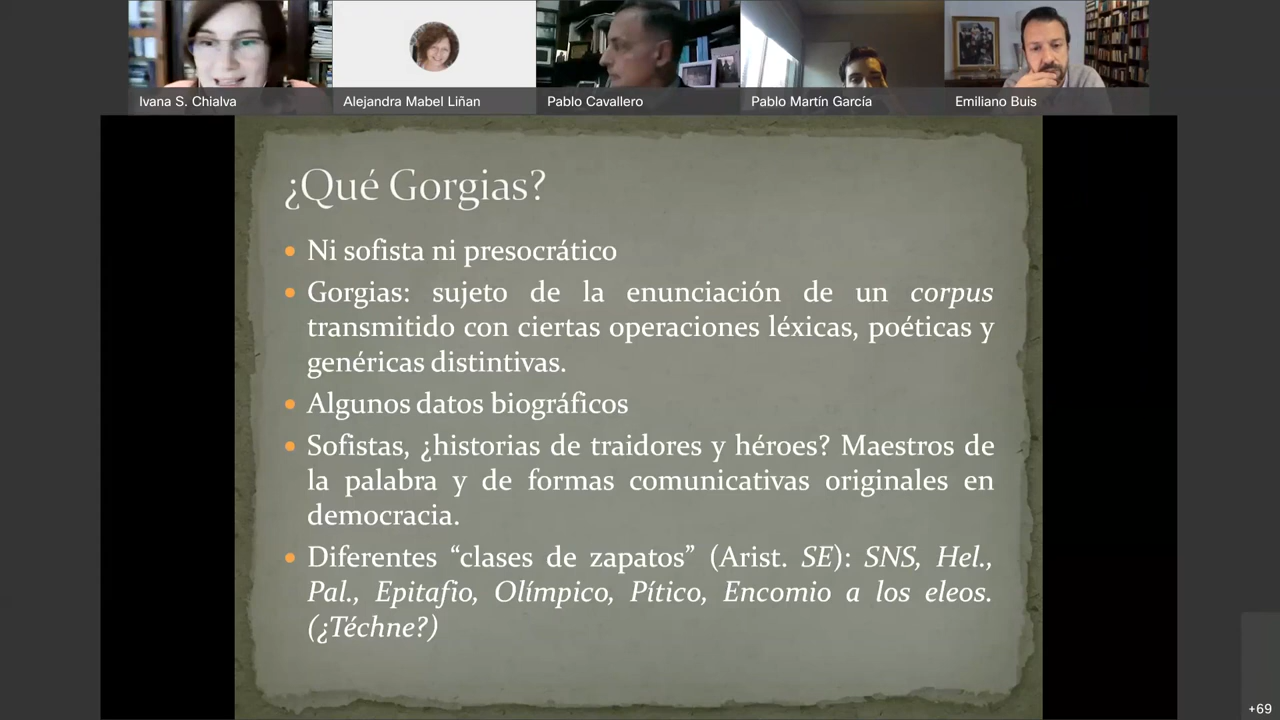 Ivana S. Chialva
Alejandra Mabel Liñan
Pablo Cavallero
Pablo Martín García
Emiliano Buis
¿Qué Gorgias?
• Ni sofista ni presocrático
• Gorgias: sujeto de la enunciación de un corpus
transmitido con ciertas operaciones léxicas, poéticas y
genéricas distintivas.
• Algunos datos biográficos
• Sofistas, ¿historias de traidores y héroes? Maestros de
la palabra y de formas comunicativas originales en
democracia.
• Diferentes “clases de zapatos” (Arist. SE): SNS, Hel.,
Pal., Epitafio, Olímpico, Pítico, Encomio a los eleos.
(¿Téchne?)
+69